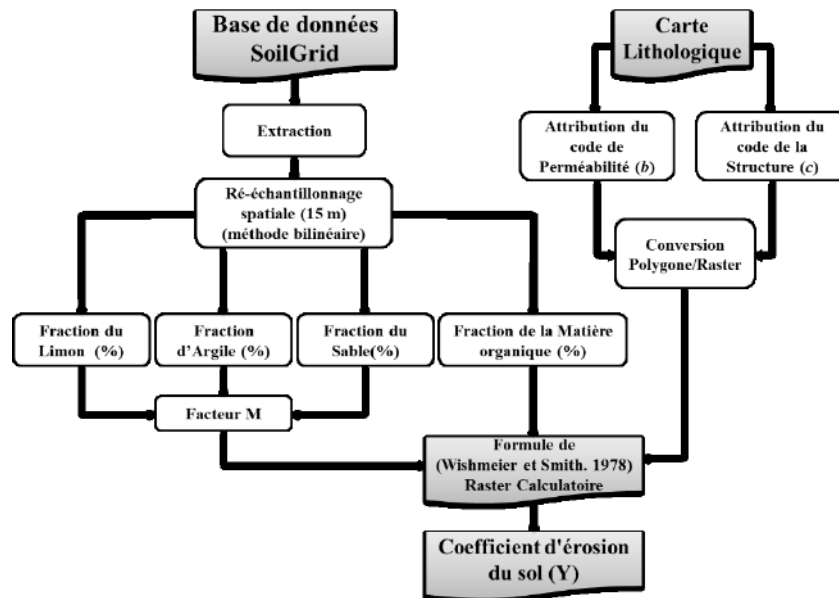 Base de données
SoilGrid
Carte
Lithologique
Extraction
Attribution du
code de
Perméabilité (b)
Attribution du
code de la
Structure (c)
Ré-échantillonnage
spatiale (15 m)
(méthode bilinéaire)
Conversion
Polygone/Raster
Fraction du
Limon (%)
Fraction
d'Argile (%)
Fraction du
Sable(%)
Fraction de la Matière
organique (%)
Facteur M
Formule de
(Wishmeier et Smith. 1978)
Raster Calculatoire
Coefficient d'érosion
du sol (Y)